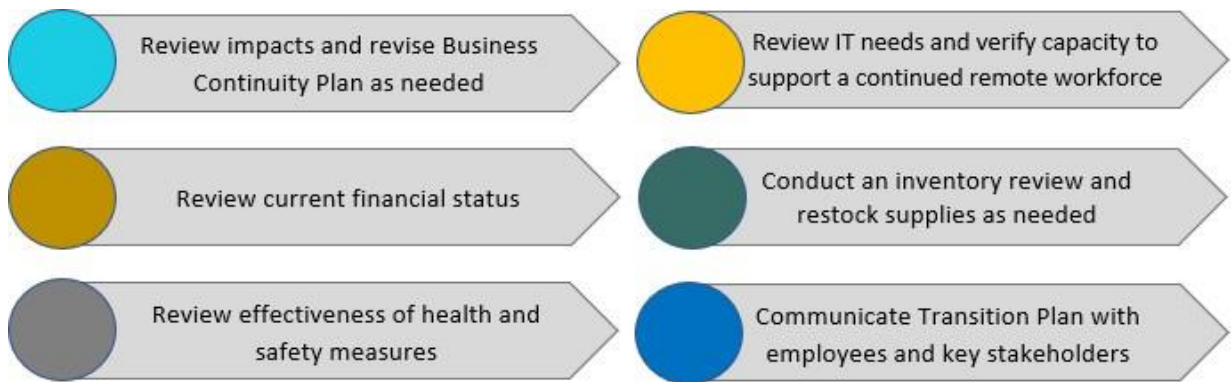 Review impacts and revise Business
Continuity Plan as needed
Review IT needs and verify capacity to
support a continued remote workforce
Review current financial status
Conduct an inventory review and
restock supplies as needed
Review effectiveness of health and
safety measures
Communicate Transition Plan with
employees and key stakeholders